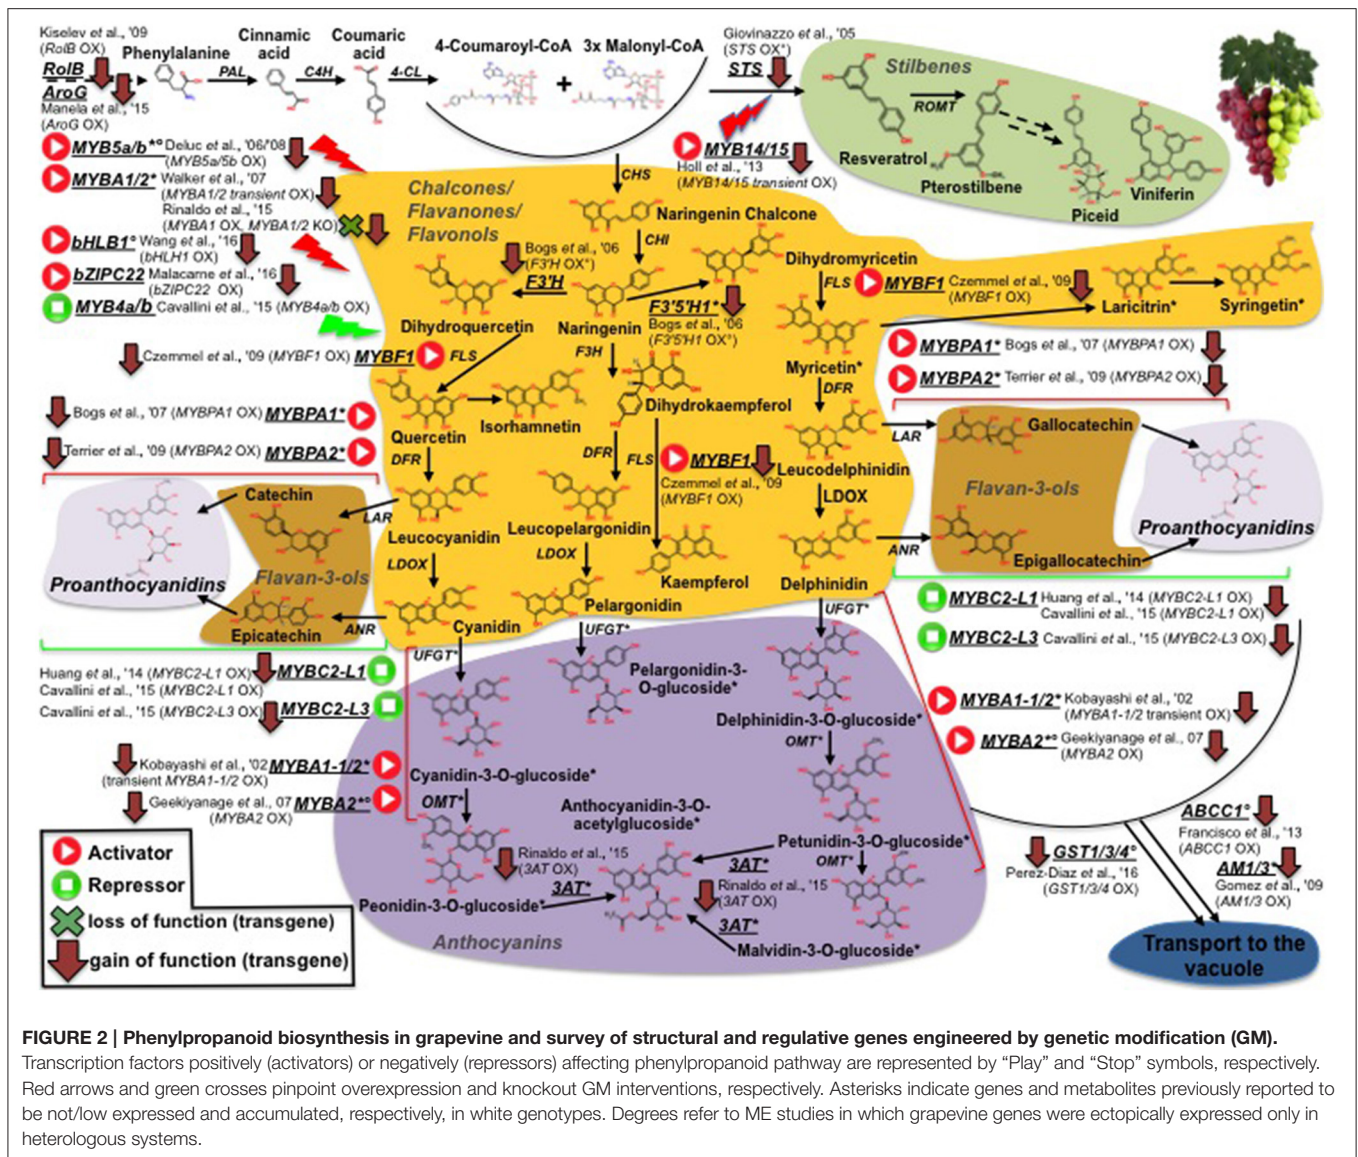 Kiselev et al., '09
(RolB OX)
RolB
AroG
Manela et al., '15
(AroG OX)
Phenylalanine
PAL
Cinnamic
acid
C4H
Coumaric
acid
4-CL
4-Coumaroyl-CoA
+
3x Malonyl-CoA
Giovinazzo et al., '05
(STS OX°)
STS
Stilbenes
ROMT
Resveratrol
Pterostilbene
Piceid
Viniferin
MYB5a/b*° Deluc et al., '06/'08
(MYB5a/5b OX)
MYBA1/2* Walker et al., '07
(MYBA1/2 transient OX)
Rinaldo et al., '15
(MYBA1 OX, MYBA1/2 KO)
bHLB1° Wang et al., '16
(bHLH1 OX)
bZIPC22 Malacarne et al., '16
(bZIPC22 OX)
MYB4a/b Cavallini et al., '15 (MYB4a/b OX)
MYB14/15
Holl et al., '13
(MYB14/15 transient OX)
Chalcones/
Flavanones/
Flavonols
CHS
Naringenin Chalcone
CHI
Bogs et al., '06
(F3'H OX°)
F3'H
F3'5'H1*
Bogs et al., '06
(F3'5'H1 OX°)
Dihydroquercetin
Naringenin
F3H
Dihydromyricetin
FLS
MYBF1 Czemmel et al., '09
(MYBF1 OX)
Laricitrin*
Syringetin*
Czemmel et al., '09 (MYBF1 OX) MYBF1
FLS
Myricetin*
DFR
MYBPA1* Bogs et al., '07 (MYBPA1 OX)
MYBPA2* Terrier et al., '09 (MYBPA2 OX)
Bogs et al., '07 (MYBPA1 OX) MYBPA1*
Terrier et al., '09 (MYBPA2 OX) MYBPA2*
Quercetin
Isorhamnetin
Dihydrokaempferol
DFR
DFR
FLS
MYBF1
Czemmel et al., '09
(MYBF1 OX)
Leucodelphinidin
LAR
Gallocatechin
Flavan-3-ols
Proanthocyanidins
Catechin
LAR
Leucocyanidin
Leucopelargonidin
LDOX
LDOX
LDOX
Proanthocyanidins
Flavan-3-ols
Epicatechin
ANR
Cyanidin
Pelargonidin
Kaempferol
Delphinidin
ANR
Epigallocatechin
UFGT*
UFGT*
UFGT*
MYBC2-L1 Huang et al., '14 (MYBC2-L1 OX)
Cavallini et al., '15 (MYBC2-L1 OX)
MYBC2-L3 Cavallini et al., '15 (MYBC2-L3 OX)
Huang et al., '14 (MYBC2-L1 OX) MYBC2-L1
Cavallini et al., '15 (MYBC2-L1 OX)
Cavallini et al., '15 (MYBC2-L3 OX) MYBC2-L3
Pelargonidin-3-
O-glucoside*
Delphinidin-3-O-glucoside*
OMT*
MYBA1-1/2* Kobayashi et al., '02
(MYBA1-1/2 transient OX)
MYBA2*° Geekiyanage et al., 07
(MYBA2 OX)
Kobayashi et al., '02 MYBA1-1/2*
(transient MYBA1-1/2 OX)
Geekiyanage et al., 07 MYBA2*°
(MYBA2 OX)
Cyanidin-3-O-glucoside*
OMT*
Anthocyanidin-3-O-
acetylglucoside*
Petunidin-3-O-glucoside*
OMT*
Rinaldo et al., '15
(3AT OX)
3AT*
3AT*
Rinaldo et al., '15
(3AT OX)
3AT*
Peonidin-3-O-glucoside*
Malvidin-3-O-glucoside*
Anthocyanins
GST1/3/4°
Perez-Diaz et al., '16
(GST1/3/4 OX)
ABCC1°
Francisco et al., '13
(ABCC1 OX)
AM1/3*
Gomez et al., '09
(AM1/3 OX)
Transport to the
vacuole
Activator
Repressor
loss of function (transgene)
gain of function (transgene)
FIGURE 2 | Phenylpropanoid biosynthesis in grapevine and survey of structural and regulative genes engineered by genetic modification (GM).
Transcription factors positively (activators) or negatively (repressors) affecting phenylpropanoid pathway are represented by “Play” and “Stop” symbols, respectively.
Red arrows and green crosses pinpoint overexpression and knockout GM interventions, respectively. Asterisks indicate genes and metabolites previously reported to
be not/low expressed and accumulated, respectively, in white genotypes. Degrees refer to ME studies in which grapevine genes were ectopically expressed only in
heterologous systems.